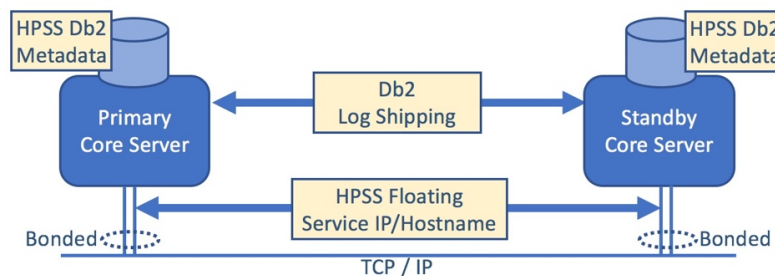 HPSS Db2
Metadata
HPSS Db2
Metadata
Primary
Core Server
Db2
Log Shipping
Standby
Core Server
HPSS Floating
Service IP/Hostname
Bonded
Bonded
TCP / IP